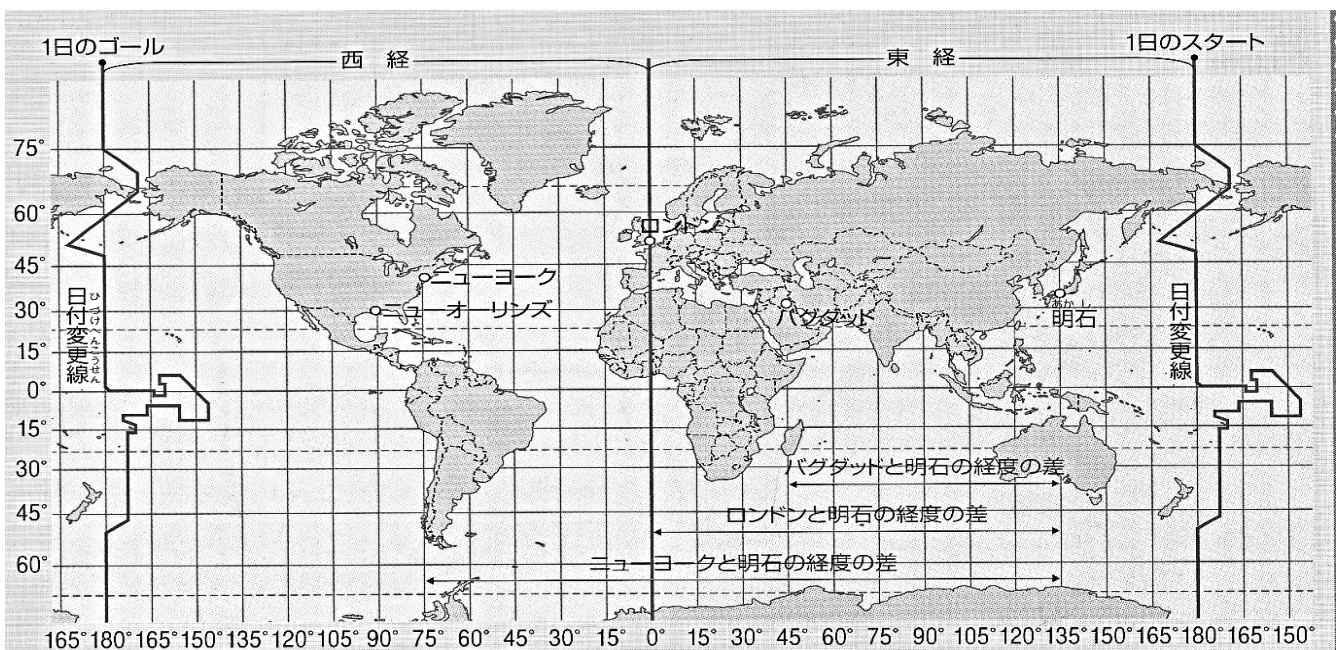 1日のゴール
西 経
東 経
1日のスタート
75°
60°
45°
30°
15°
0°
15°
30°
45°
60°
ロンドン
ニューヨーク
ニューオーリンズ
バグダッド
あかし
明石
ひづけへんこうせん
日付変更線
日付変更線
バグダッドと明石の経度の差
ロンドンと明石の経度の差
ニューヨークと明石の経度の差
165°180°165°150°135°120°105°90°75°60°45°30°15°0°15°30°45°60°75°90°105°120°135°150°165°180°165°150°